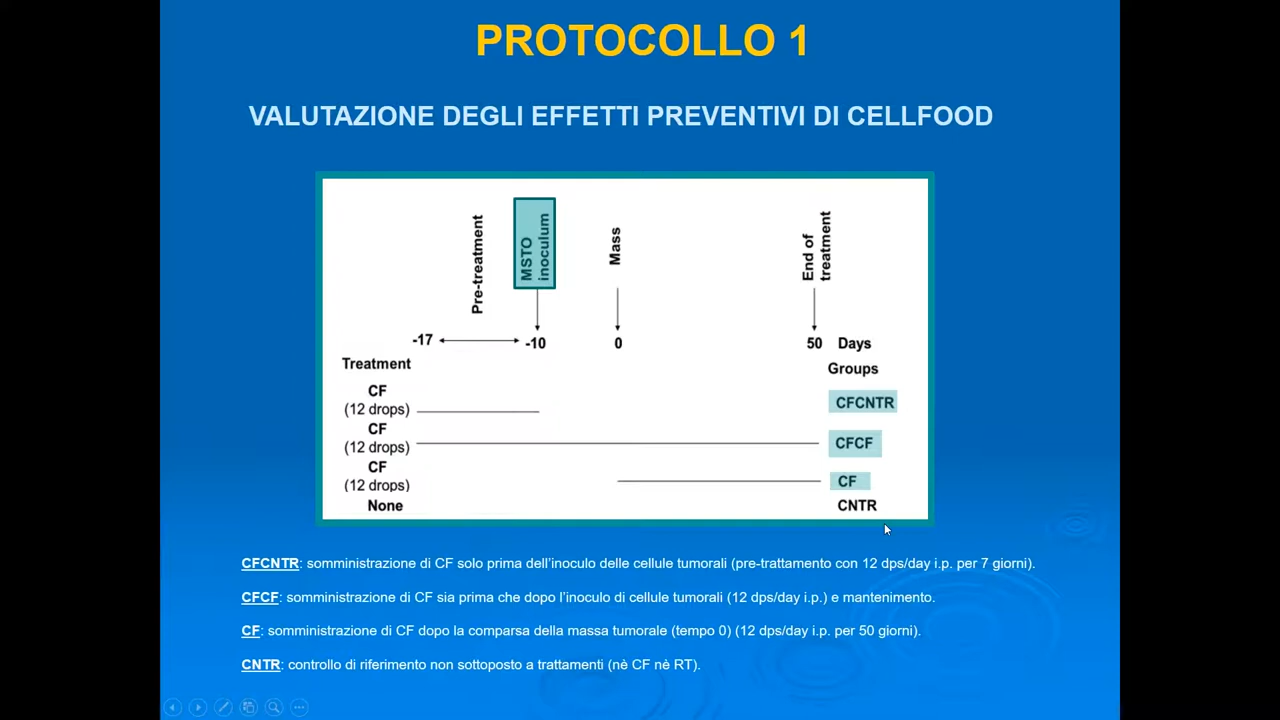 PROTOCOLLO 1
VALUTAZIONE DEGLI EFFETTI PREVENTIVI DI CELLFOOD
Pre-treatment
MSTO
inoculum
Mass
End of
treatment
-17
-10
0
50 Days
Treatment
Groups
CF
(12 drops)
CFCNTR
CF
(12 drops)
CFCF
CF
(12 drops)
CF
None
CNTR
CFCNTR: somministrazione di CF solo prima dell'inoculo delle cellule tumorali (pre-trattamento con 12 dps/day i.p. per 7 giorni).
CFCF: somministrazione di CF sia prima che dopo l'inoculo di cellule tumorali (12 dps/day i.p.) e mantenimento.
CF: somministrazione di CF dopo la comparsa della massa tumorale (tempo 0) (12 dps/day i.p. per 50 giorni).
CNTR: controllo di riferimento non sottoposto a trattamenti (nè CF nè RT).